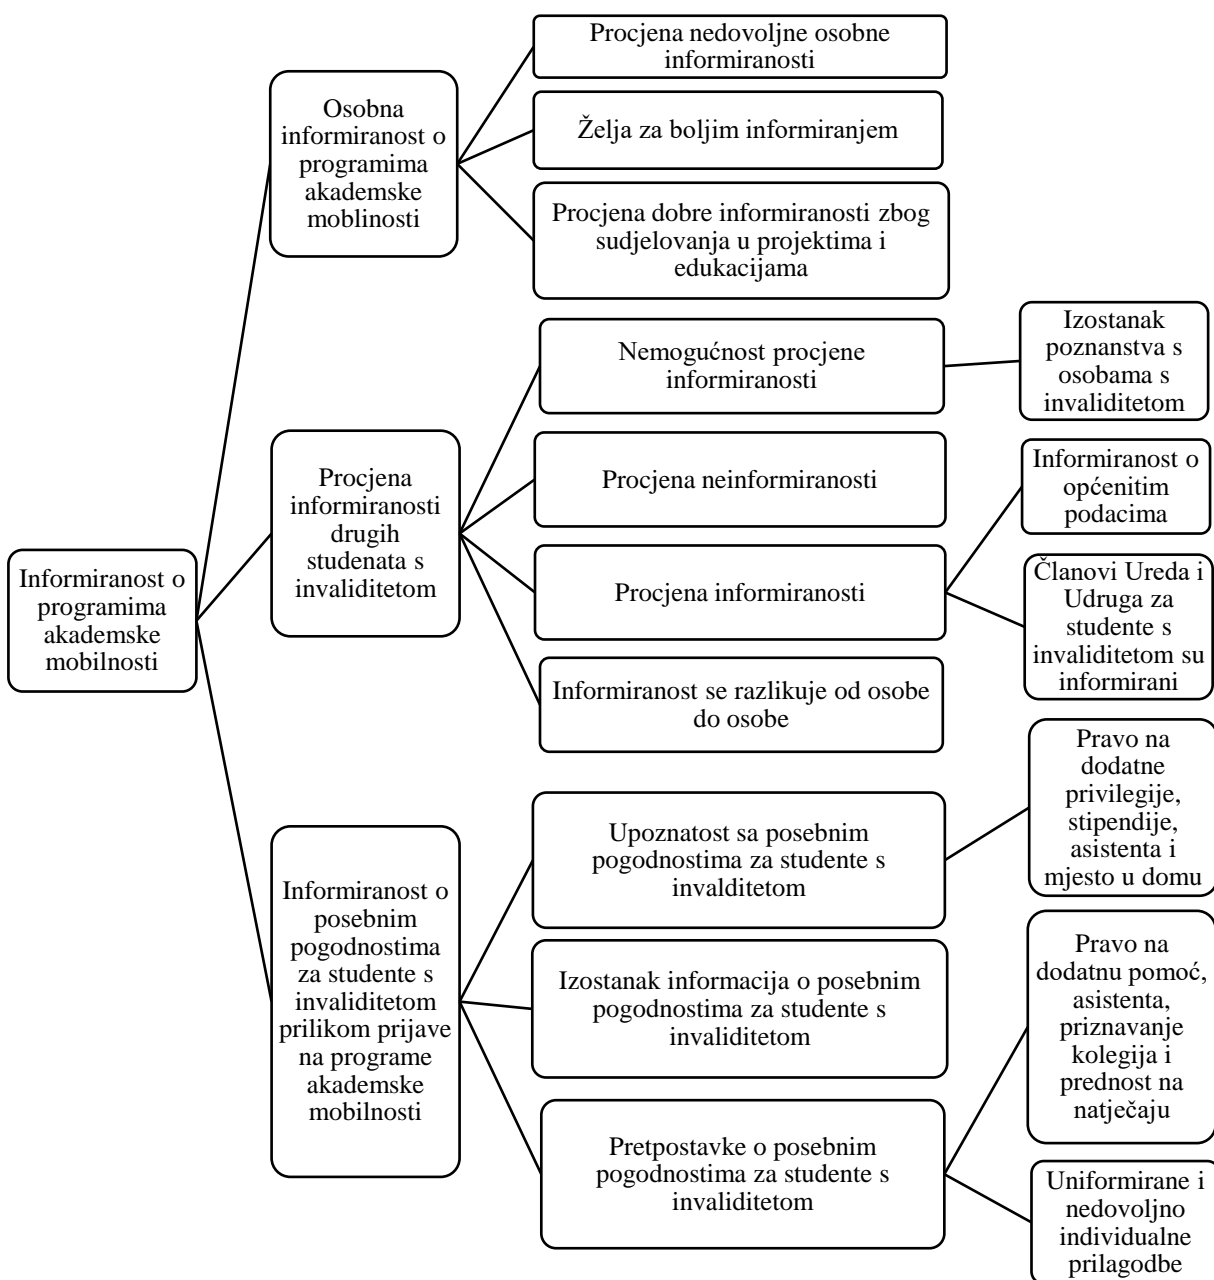 Informiranost o
programima
akademske
mobilnosti
Osobna
informiranost o
programima
akademske
moblinosti
Procjena nedovoljne osobne
informiranosti
Želja za boljim informiranjem
Procjena dobre informiranosti zbog
sudjelovanja u projektima i
edukacijama
Procjena
informiranosti
drugih
studenata s
invaliditetom
Nemogućnost procjene
informiranosti
Izostanak
poznanstva s
osobama s
invaliditetom
Procjena neinformiranosti
Procjena informiranosti
Informiranost o
općenitim
podacima
Članovi Ureda i
Udruga za
studente s
invaliditetom su
informirani
Informiranost se razlikuje od osobe
do osobe
Informiranost o
posebnim
pogodnostima
za studente s
invaliditetom
prilikom prijave
na programe
akademske
mobilnosti
Upoznatost sa posebnim
pogodnostima za studente s
invalditetom
Pravo na
dodatne
privilegije,
stipendije,
asistenta i
mjesto u domu
Izostanak informacija o posebnim
pogodnostima za studente s
invaliditetom
Pretpostavke o posebnim
pogodnostima za studente s
invaliditetom
Pravo na
dodatnu pomoć,
asistenta,
priznavanje
kolegija i
prednost na
natječaju
Uniformirane i
nedovoljno
individualne
prilagodbe